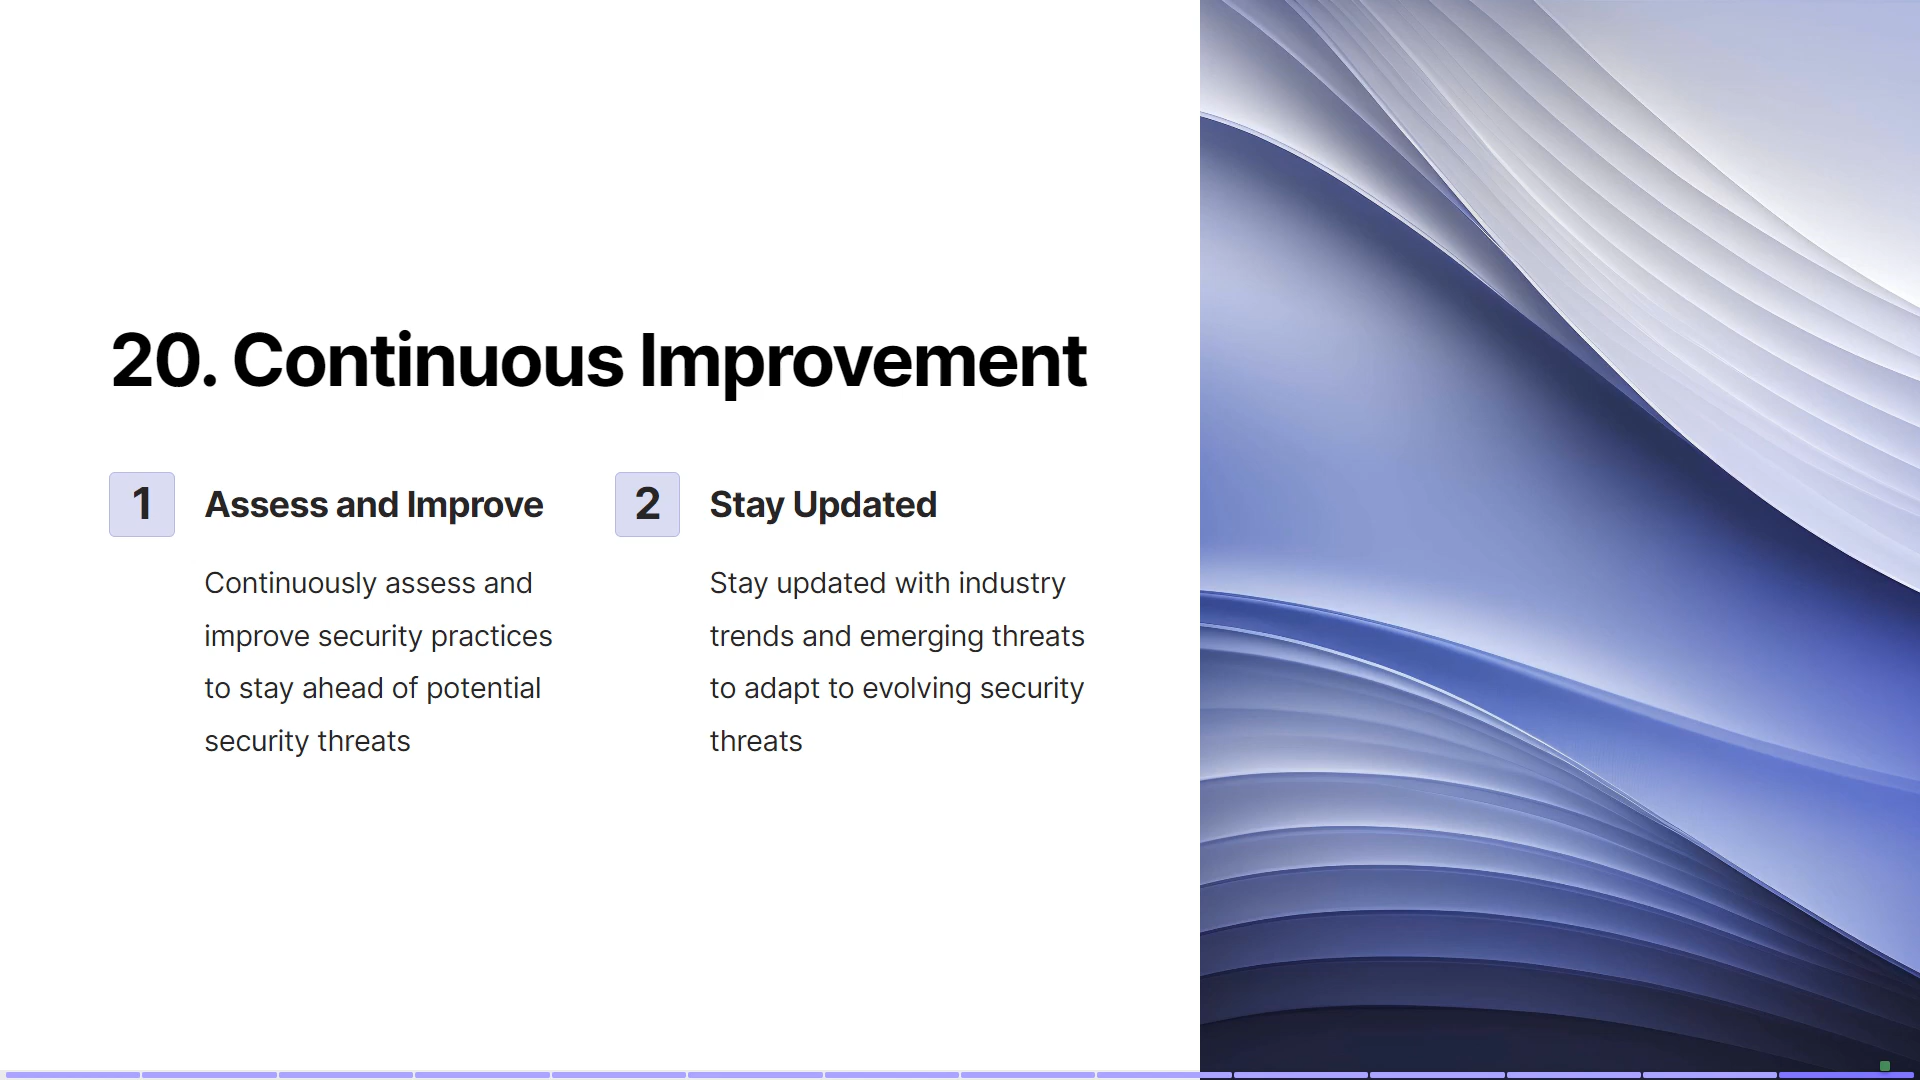 20. Continuous Improvement
1
Assess and Improve
Continuously assess and
improve security practices
to stay ahead of potential
security threats
2
Stay Updated
Stay updated with industry
trends and emerging threats
to adapt to evolving security
threats